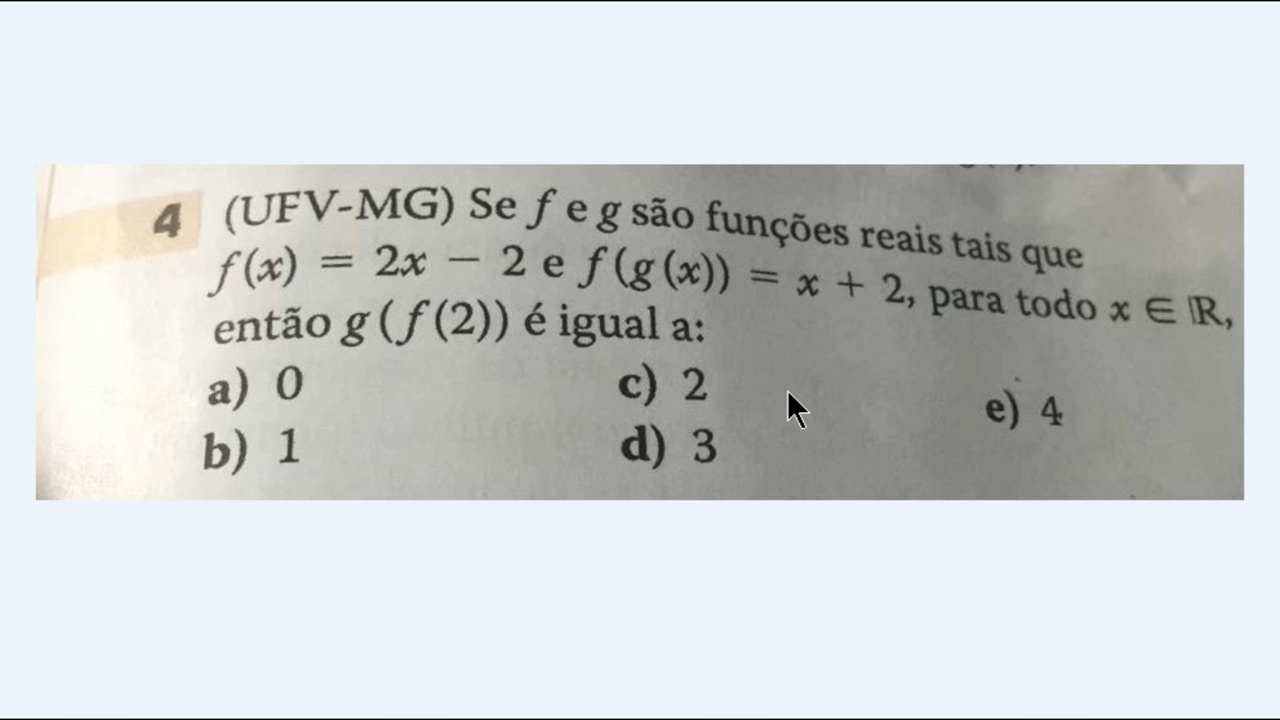 4 (UFV-MG) Se f e g são funções reais tais que
f(x) = 2x − 2 e f(g(x)) = x + 2, para todo x ∈ ℝ,
então g(f(2)) é igual a:
a) 0 c) 2 e) 4
b) 1 d) 3